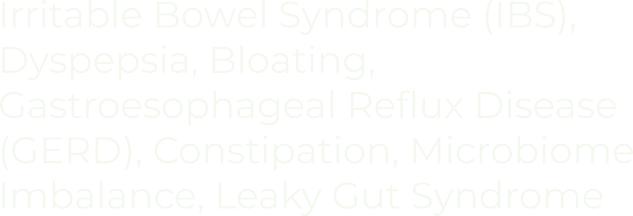 Irritable Bowel Syndrome (IBS),
Dyspepsia, Bloating,
Gastroesophageal Reflux Disease
(GERD), Constipation, Microbiome
Imbalance, Leaky Gut Syndrome